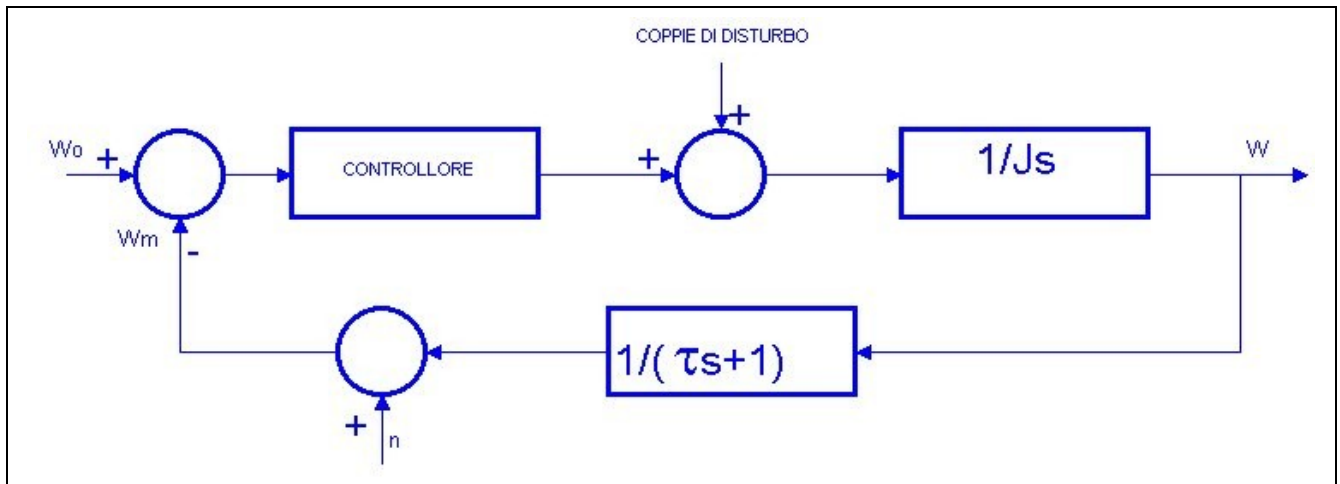 COPPIE DI DISTURBO
+
Wo
+
CONTROLLORE
+
1/Js
W
Wm
-
1/( τs+1)
+
n